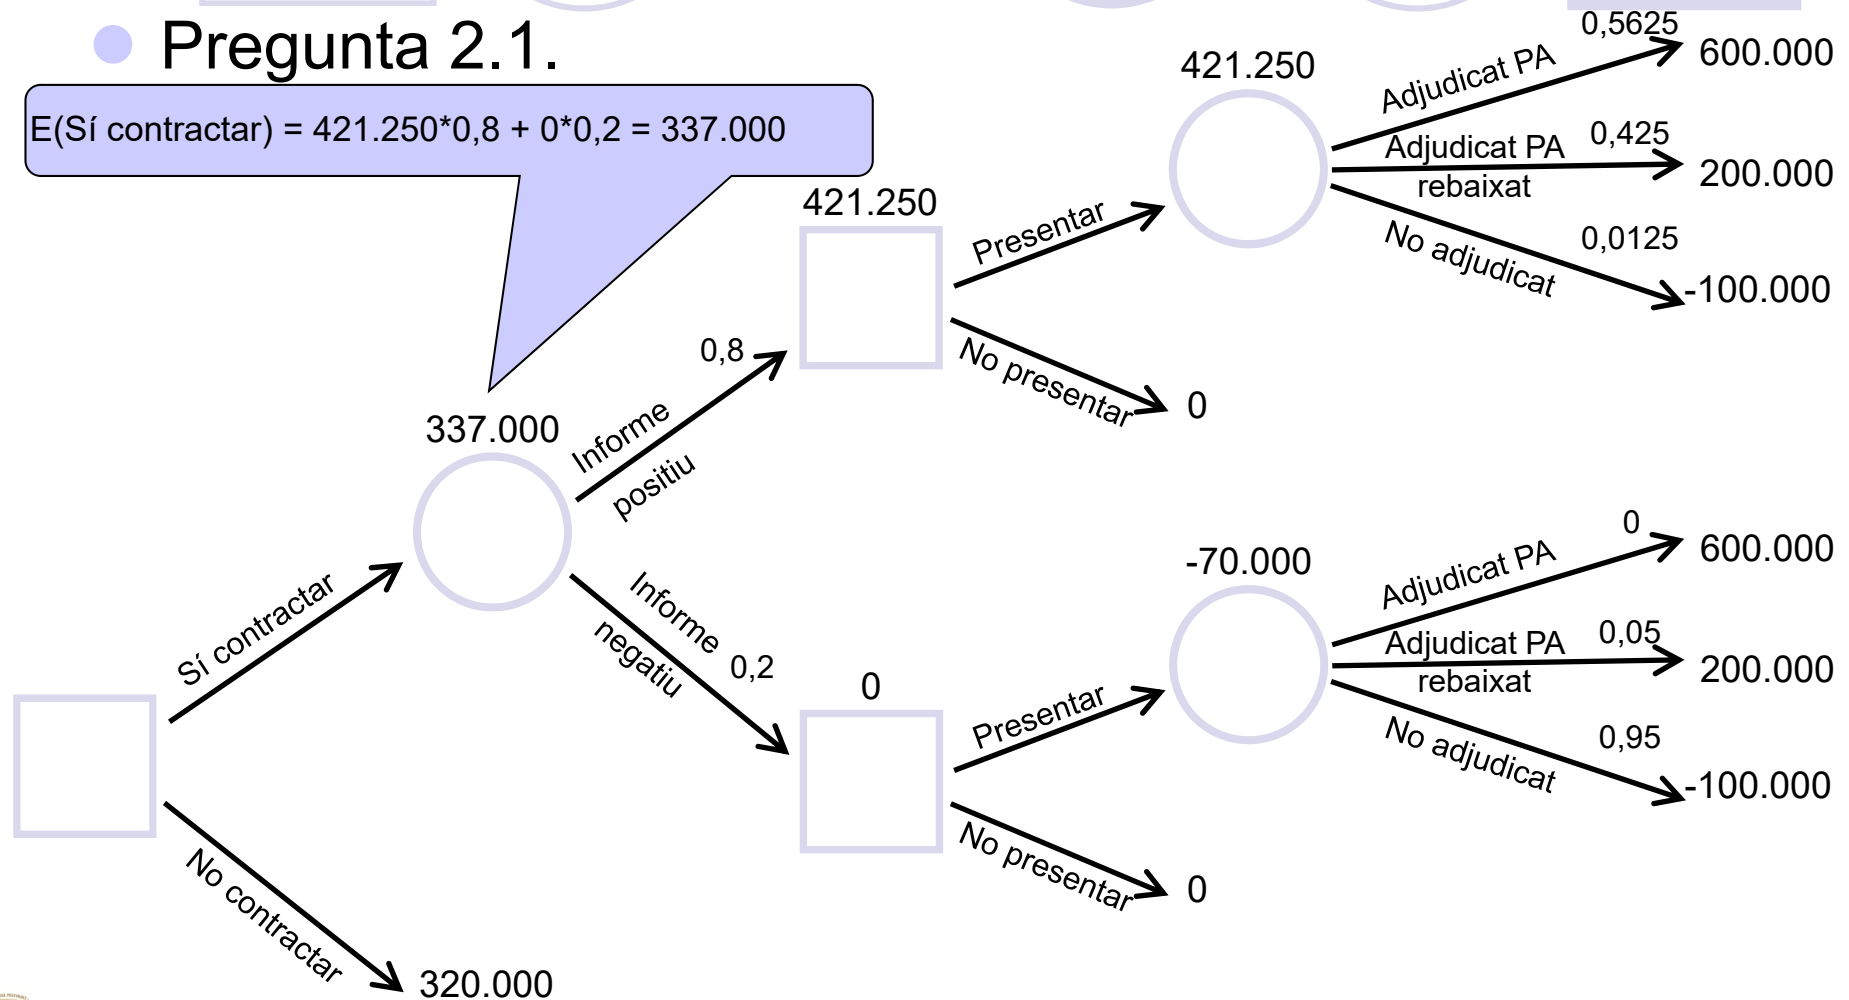 Pregunta 2.1.
E(Sí contractar) = 421.250*0,8 + 0*0,2 = 337.000
421.250
Adjudicat PA
0,5625
600.000
Adjudicat PA
rebaixat
0,425
200.000
No adjudicat
0,0125
-100.000
421.250
Presentar
No presentar
0
337.000
Informe
positiu
0,8
Informe
negatiu
0,2
Sí contractar
No contractar
320.000
0
Presentar
No presentar
0
-70.000
Adjudicat PA
0
600.000
Adjudicat PA
rebaixat
0,05
200.000
No adjudicat
0,95
-100.000